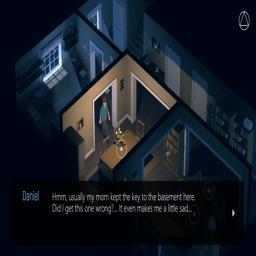 Daniel
Hmm, usually my mom kept the key to the basement here.
Did I get this one wrong?... It even makes me a little sad...